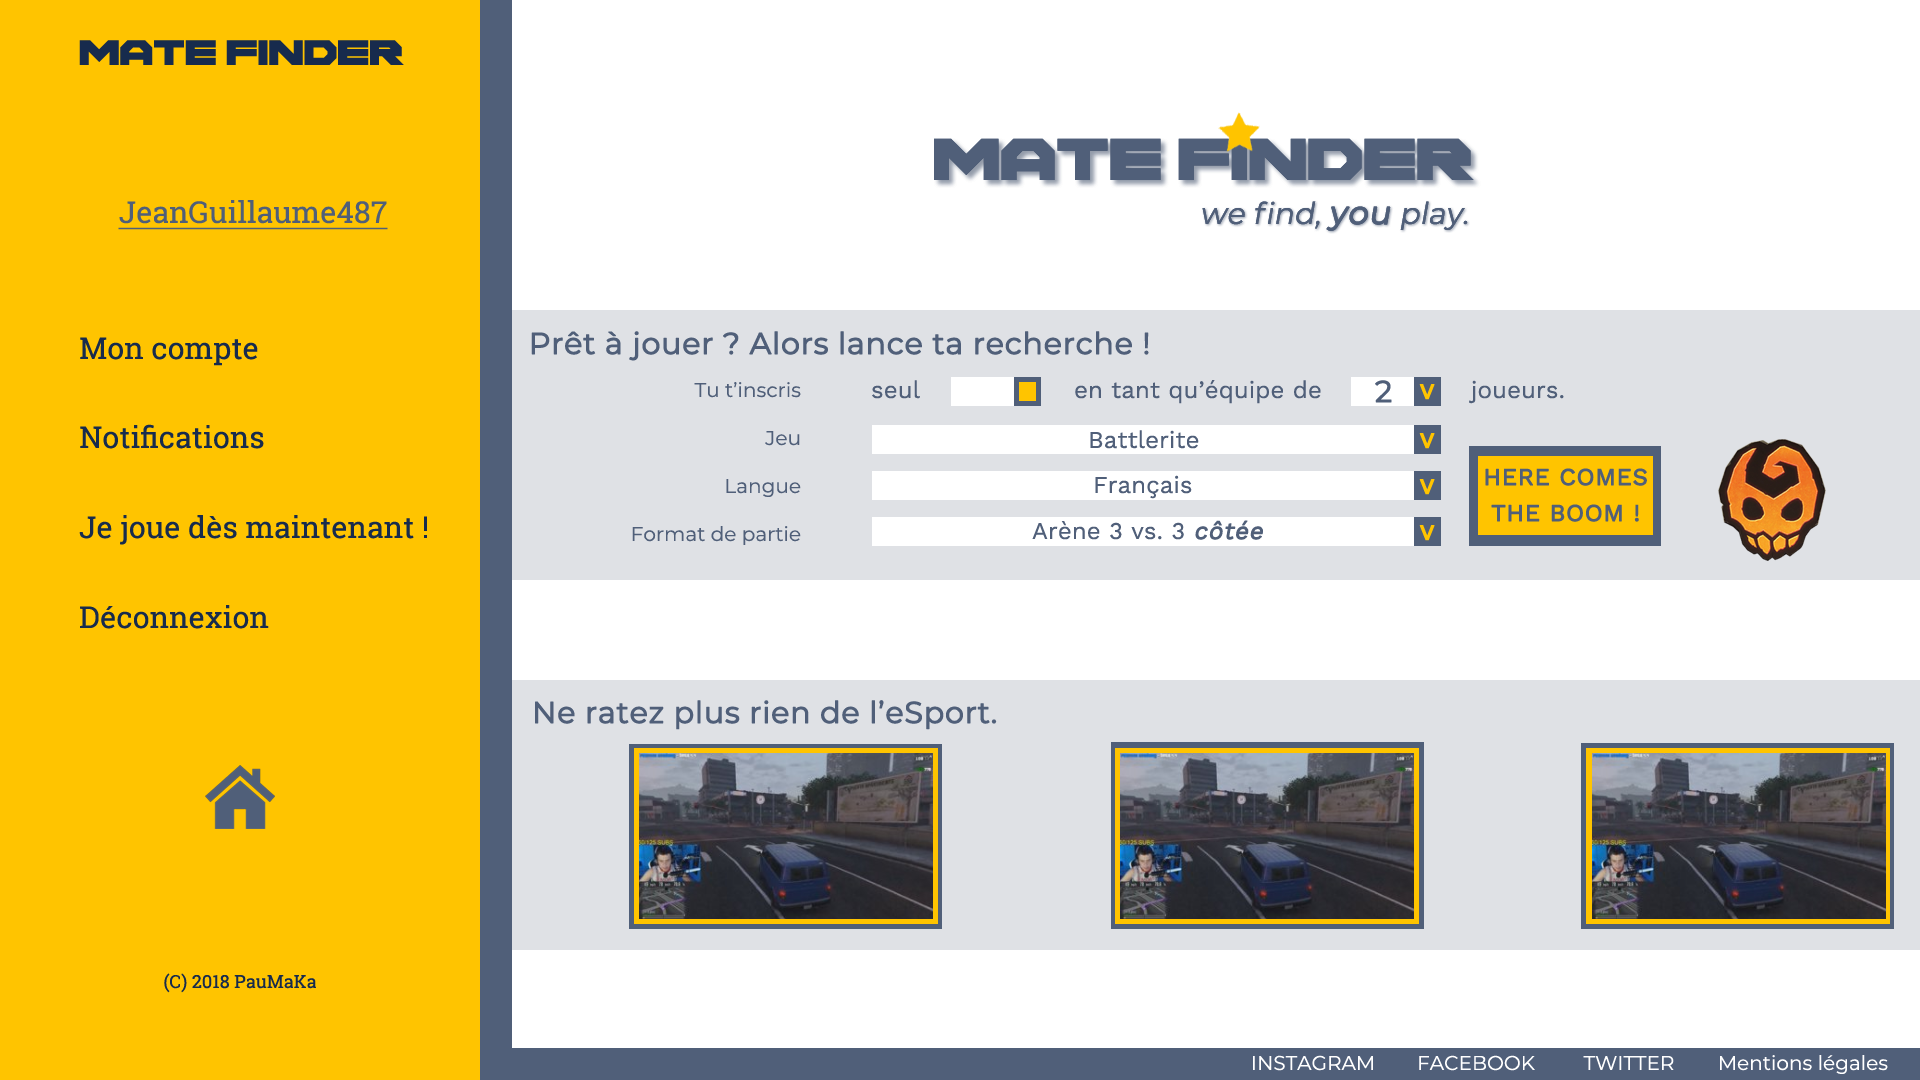 MATE FINDER
JeanGuillaume487
Mon compte
Notifications
Je joue dès maintenant !
Déconnexion
(C) 2018 PauMaKa
MATE FINDER
we find, you play.
Prêt à jouer ? Alors lance ta recherche !
Tu t’inscris seul en tant qu’équipe de 2 V joueurs.
Jeu Battlerite V
Langue Français V
Format de partie Arène 3 vs. 3 côtée V
HERE COMES
THE BOOM !
Ne ratez plus rien de l’eSport.
INSTAGRAM FACEBOOK TWITTER Mentions légales